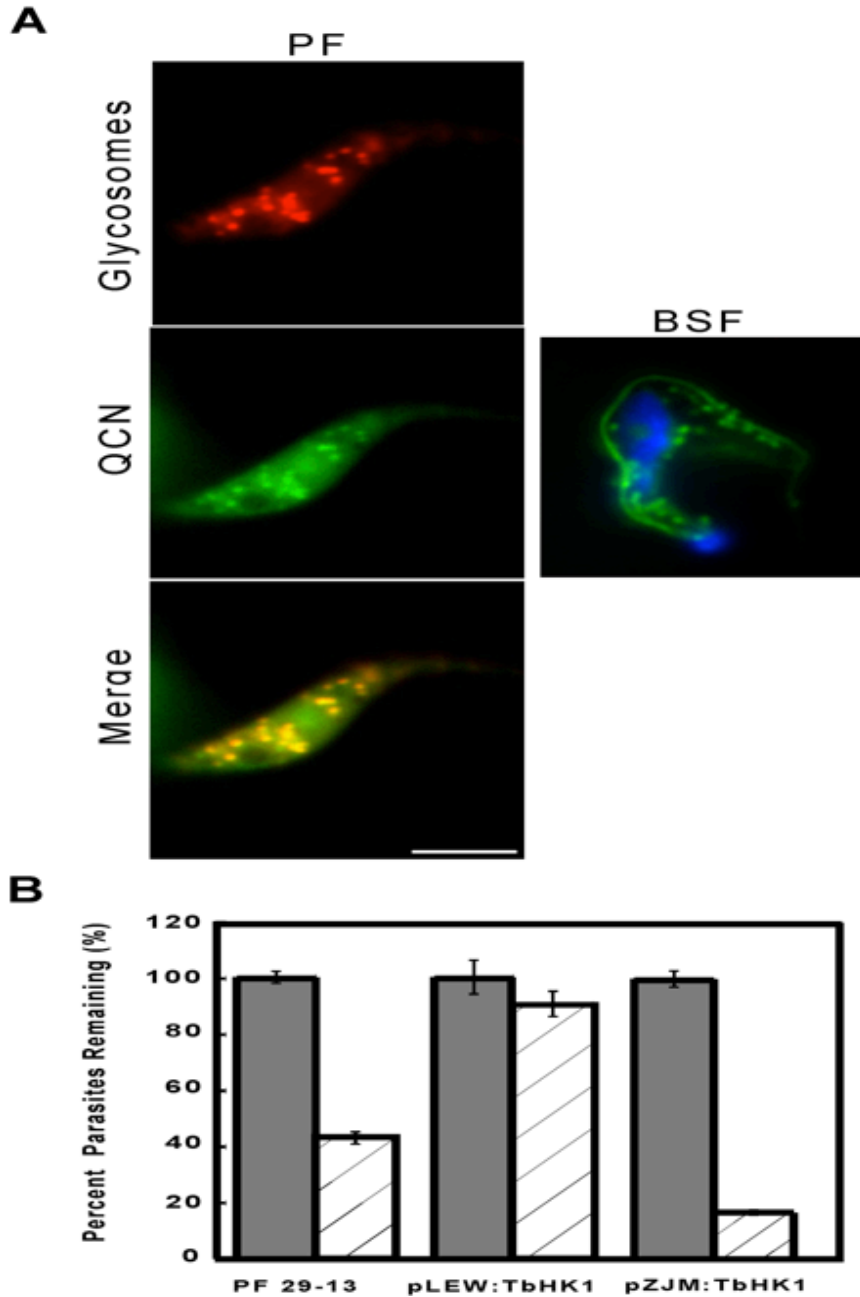 A
PF
Glycosomes
QCN
BSF
Merge
B
Percent Parasites Remaining (%)
120
100
80
60
40
20
0
PF 29-13
pLEW:TbHK1
pZJM:TbHK1